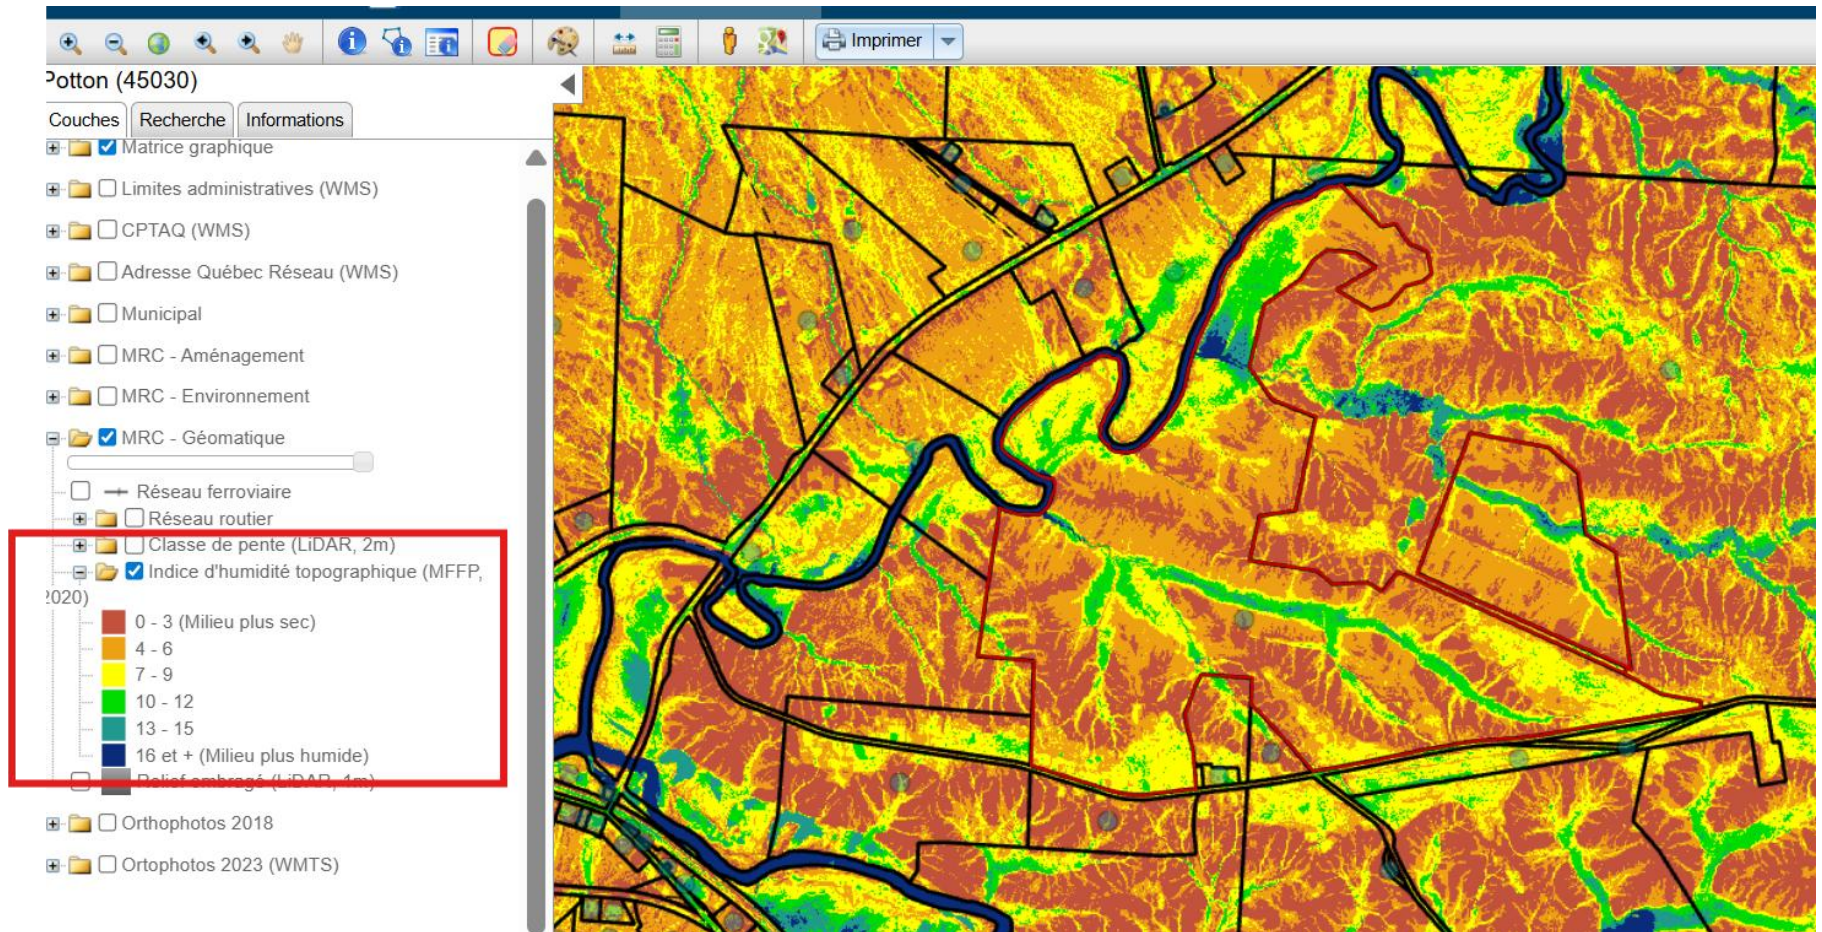 Imprimer
Potton (45030)
Couches Recherche Informations
Matrice graphique
Limites administratives (WMS)
CPTAQ (WMS)
Adresse Québec Réseau (WMS)
Municipal
MRC - Aménagement
MRC - Environnement
MRC - Géomatique
Réseau ferroviaire
Réseau routier
Classe de pente (LiDAR, 2m)
Indice d'humidité topographique (MFFP,
2020)
0 - 3 (Milieu plus sec)
4 - 6
7 - 9
10 - 12
13 - 15
16 et + (Milieu plus humide)
Relief ombragé (LiDAR, 1m)
Orthophotos 2018
Ortophotos 2023 (WMTS)